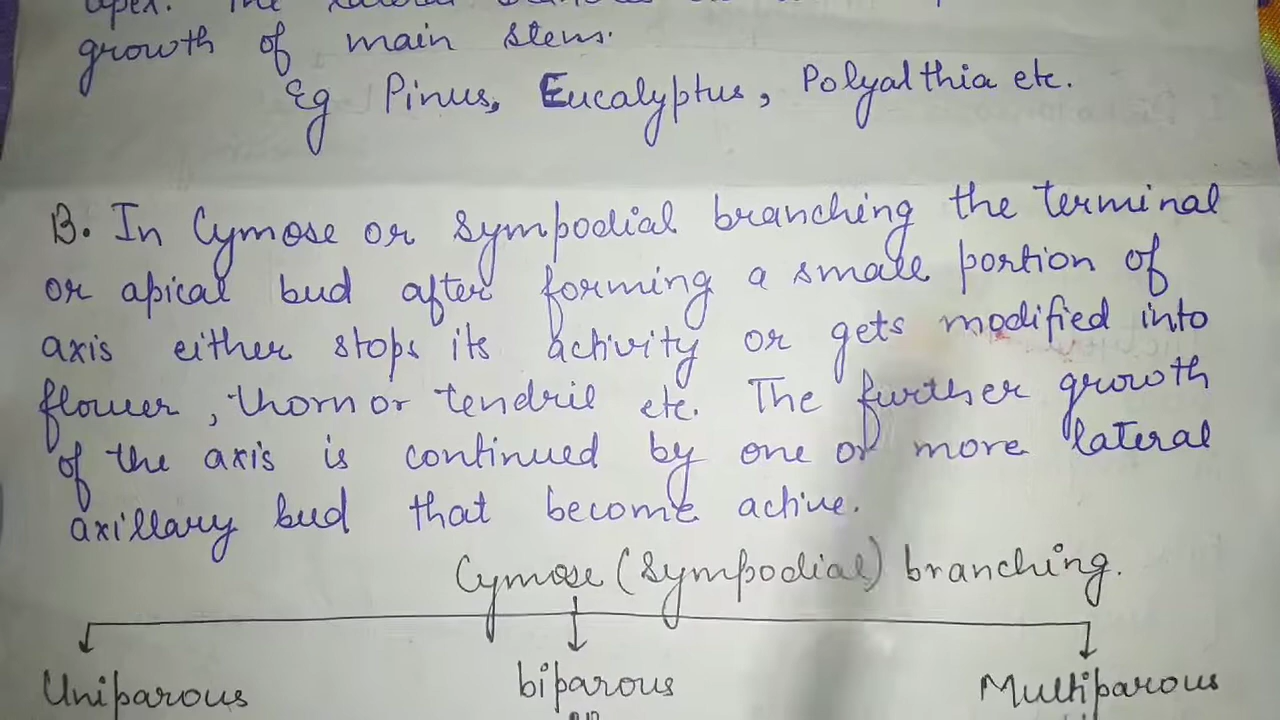 apex. The lateral
growth of main stem.
Eg Pinus, Eucalyptus, Polyalthia etc.
B. In Cymose or Sympodial branching the terminal
or apical bud after forming a small portion of
axis either stops its activity or gets modified into
flower, thorn or tendril etc. The further growth
of the axis is continued by one or more lateral
axillary bud that become active.
Cymose (Sympodial) branching.
Uniparous biparous Multiparous